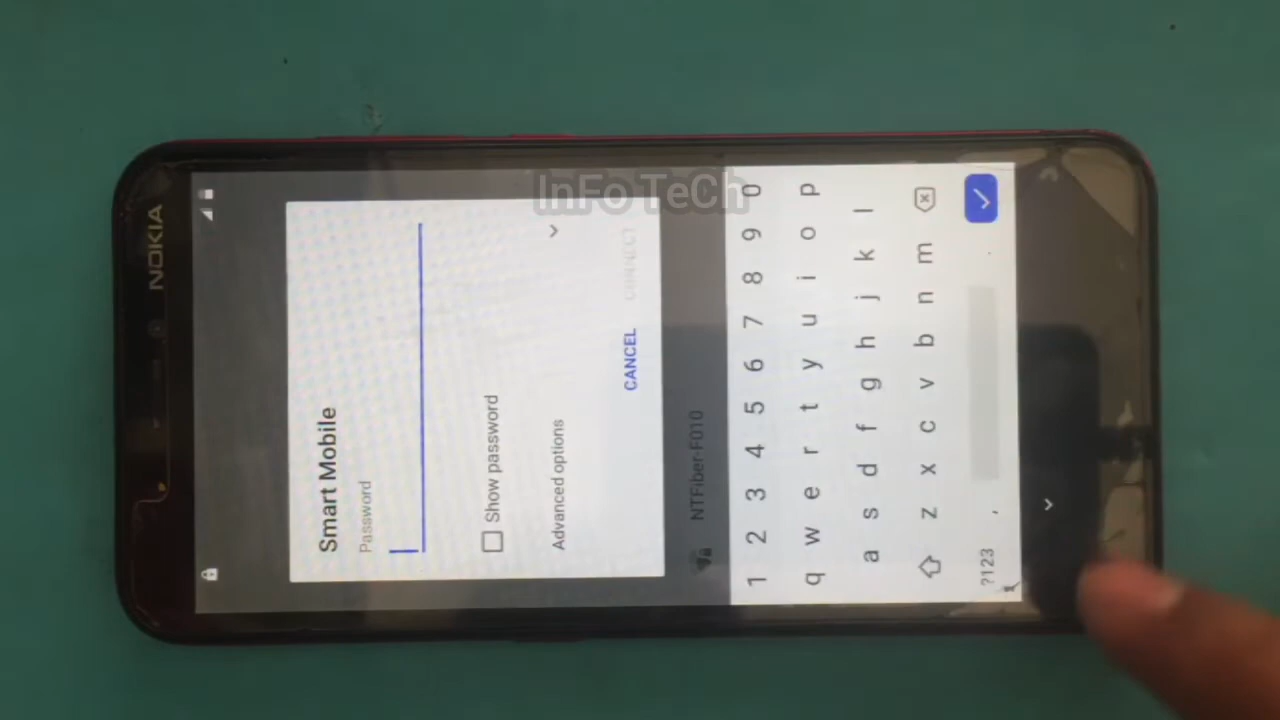 NOKIA
InFo TeCh
Smart Mobile
Password
Show password
Advanced options
CANCEL
CONNECT
NTFiber-F010
1 2 3 4 5 6 7 8 9 0
q w e r t y u i o p
a s d f g h j k l
z x c v b n m
?123 , .